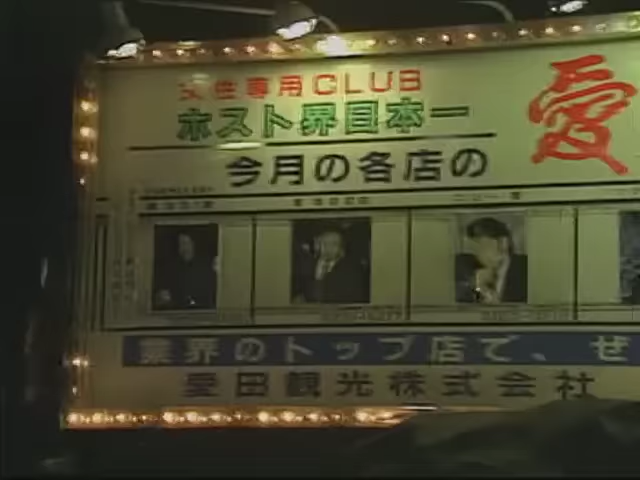 女性専用CLUB
ホスト界日本一
愛
今月の各店の
業界のトップ店で、ぜ
愛田観光株式会社